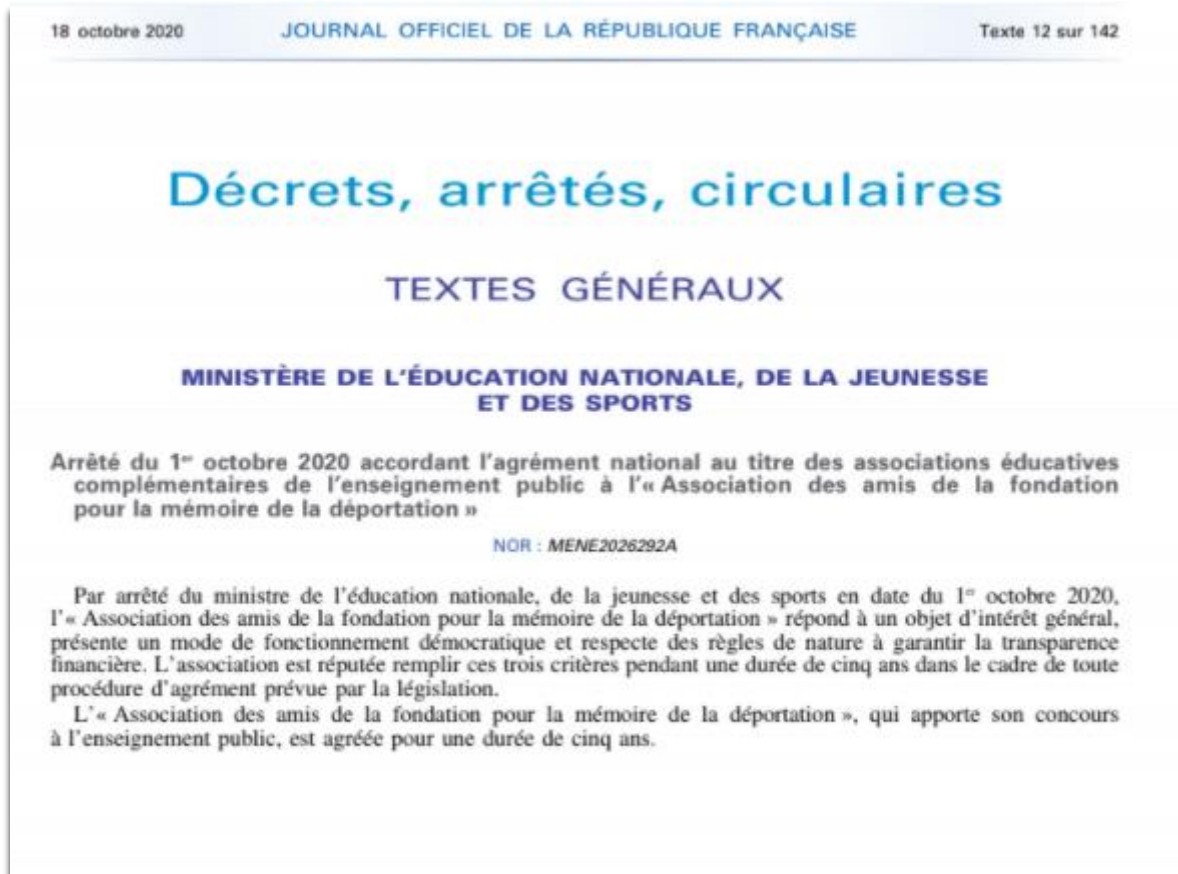 18 octobre 2020 JOURNAL OFFICIEL DE LA RÉPUBLIQUE FRANÇAISE Texte 12 sur 142
Décrets, arrêtés, circulaires
TEXTES GÉNÉRAUX
MINISTÈRE DE L'ÉDUCATION NATIONALE, DE LA JEUNESSE
ET DES SPORTS
Arrêté du 1er octobre 2020 accordant l'agrément national au titre des associations éducatives
complémentaires de l'enseignement public à l'« Association des amis de la fondation
pour la mémoire de la déportation »
NOR : MENE2026292A
Par arrêté du ministre de l'éducation nationale, de la jeunesse et des sports en date du 1er octobre 2020,
l'« Association des amis de la fondation pour la mémoire de la déportation » répond à un objet d'intérêt général,
présente un mode de fonctionnement démocratique et respecte des règles de nature à garantir la transparence
financière. L'association est réputée remplir ces trois critères pendant une durée de cinq ans dans le cadre de toute
procédure d'agrément prévue par la législation.
L'« Association des amis de la fondation pour la mémoire de la déportation », qui apporte son concours
à l'enseignement public, est agréée pour une durée de cinq ans.